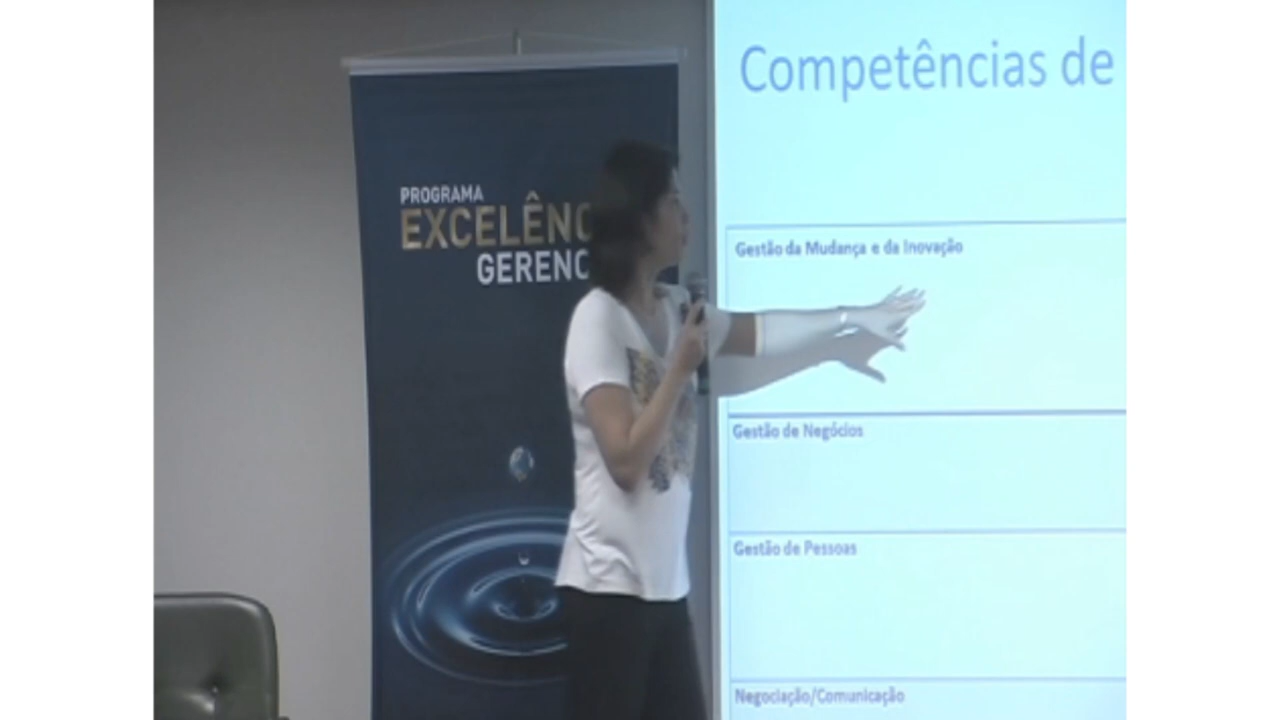 PROGRAMA
EXCELÊNC
GERENC
Competências de
Gestão da Mudança e da Inovação
Gestão de Negócios
Gestão de Pessoas
Negociação/Comunicação